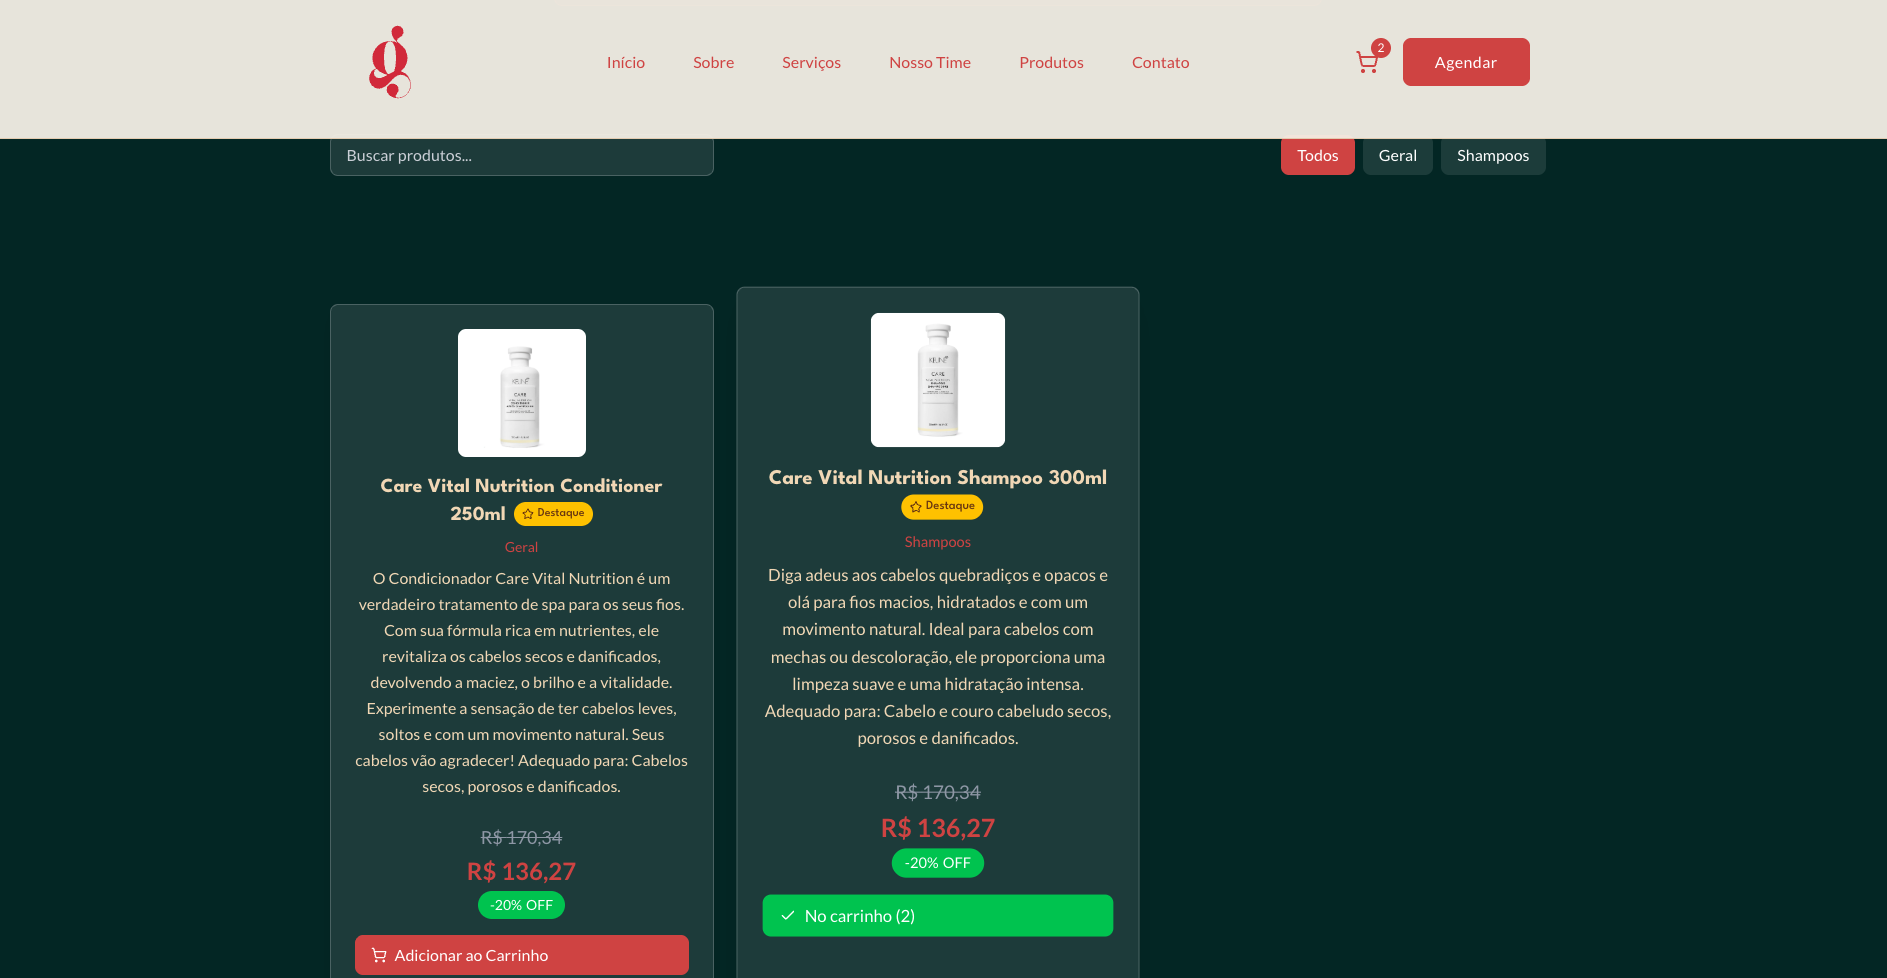 g
Início
Sobre
Serviços
Nosso Time
Produtos
Contato
2
Agendar
Buscar produtos...
Todos
Geral
Shampoos
KEUNE
CARE
Care Vital Nutrition Conditioner
250ml
Destaque
Geral
O Condicionador Care Vital Nutrition é um
verdadeiro tratamento de spa para os seus fios.
Com sua fórmula rica em nutrientes, ele
revitaliza os cabelos secos e danificados,
devolvendo a maciez, o brilho e a vitalidade.
Experimente a sensação de ter cabelos leves,
soltos e com um movimento natural. Seus
cabelos vão agradecer! Adequado para: Cabelos
secos, porosos e danificados.
R$ 170,34
R$ 136,27
-20% OFF
Adicionar ao Carrinho
KEUNE
CARE
Care Vital Nutrition Shampoo 300ml
Destaque
Shampoos
Diga adeus aos cabelos quebradiços e opacos e
olá para fios macios, hidratados e com um
movimento natural. Ideal para cabelos com
mechas ou descoloração, ele proporciona uma
limpeza suave e uma hidratação intensa.
Adequado para: Cabelo e couro cabeludo secos,
porosos e danificados.
R$ 170,34
R$ 136,27
-20% OFF
No carrinho (2)